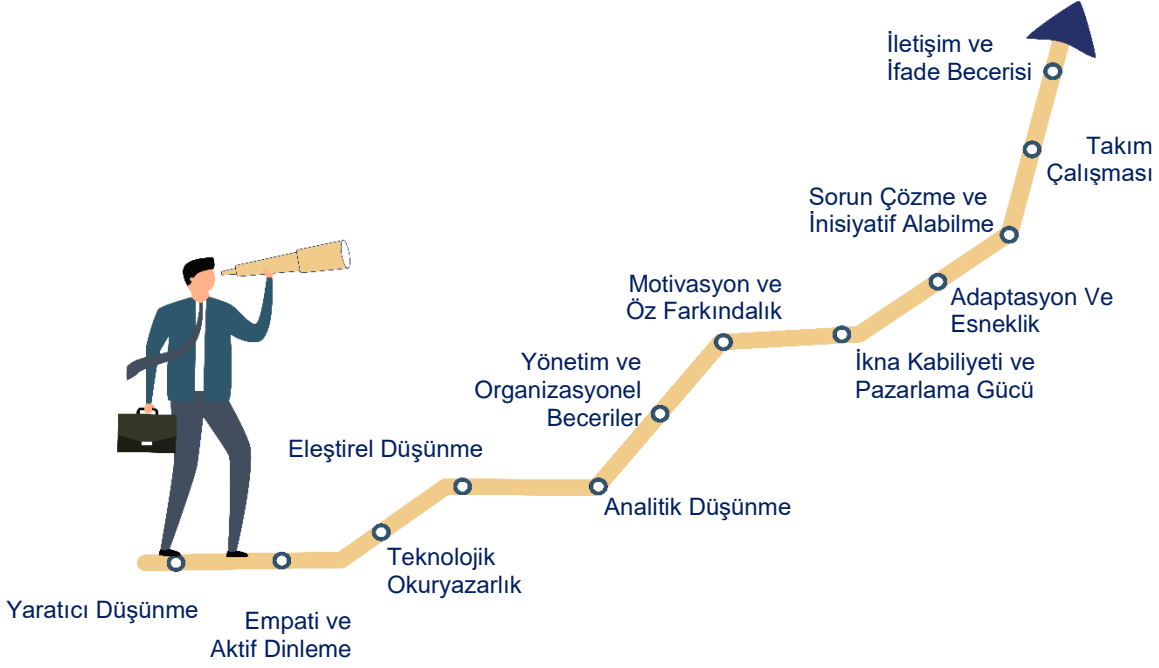 İletişim ve
İfade Becerisi
Takım
Çalışması
Sorun Çözme ve
İnisiyatif Alabilme
Motivasyon ve
Öz Farkındalık
Adaptasyon Ve
Esneklik
İkna Kabiliyeti ve
Pazarlama Gücü
Yönetim ve
Organizasyonel
Beceriler
Eleştirel Düşünme
Analitik Düşünme
Teknolojik
Okuryazarlık
Yaratıcı Düşünme
Empati ve
Aktif Dinleme